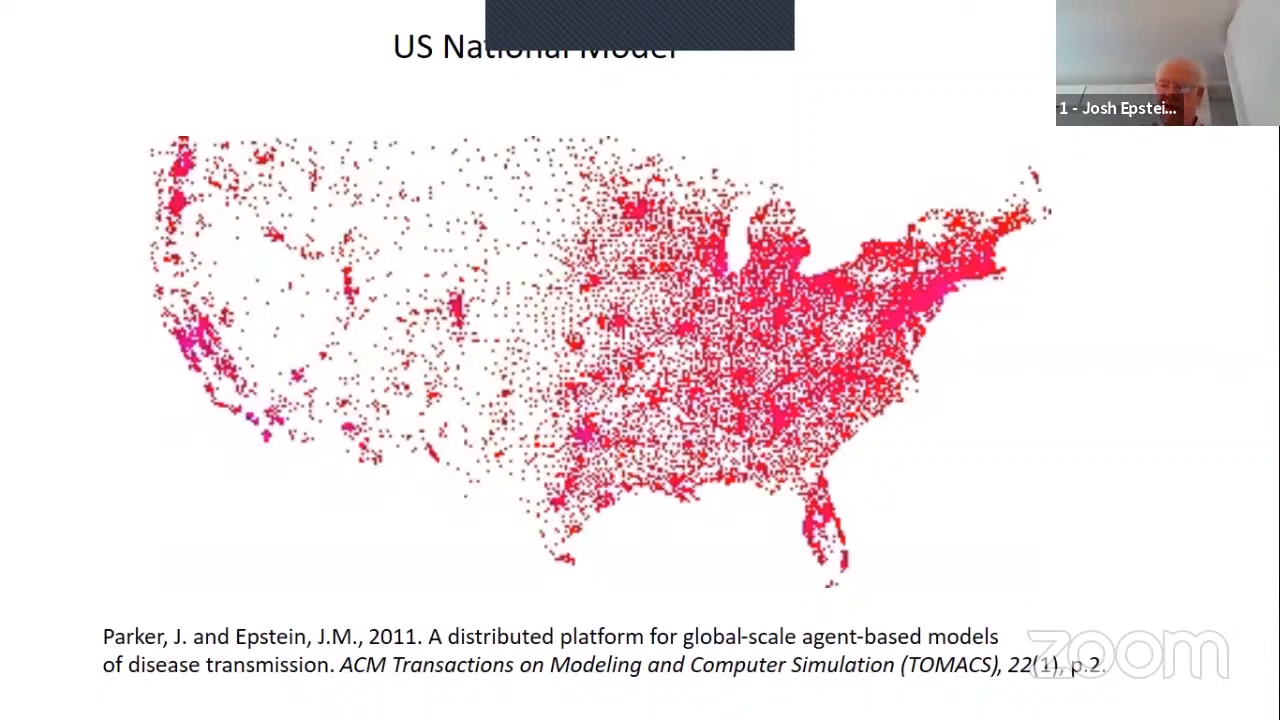 US National Model
1 - Josh Epstei...
Parker, J. and Epstein, J.M., 2011. A distributed platform for global-scale agent-based models
of disease transmission. ACM Transactions on Modeling and Computer Simulation (TOMACS), 22(1), p.2.
zoom